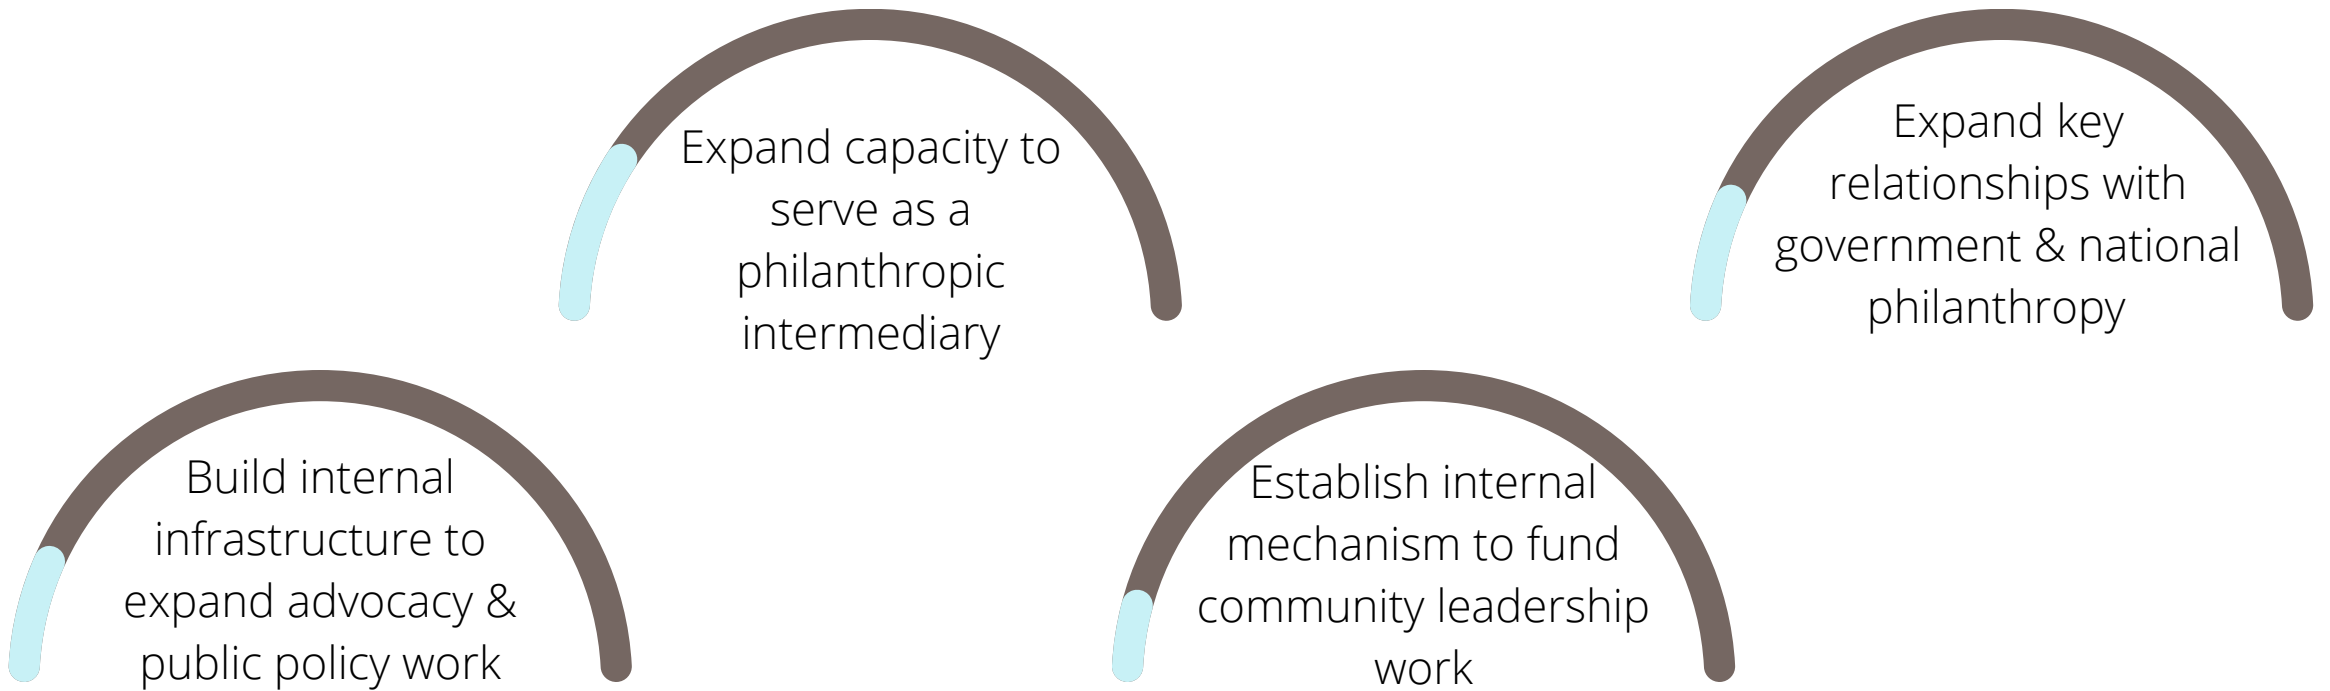 Expand capacity to
serve as a
philanthropic
intermediary
Expand key
relationships with
government & national
philanthropy
Build internal
infrastructure to
expand advocacy &
public policy work
Establish internal
mechanism to fund
community leadership
work